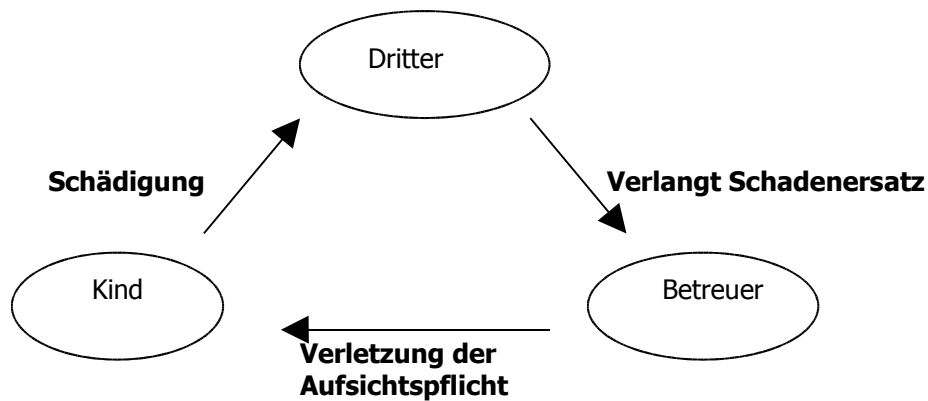 Dritter
Schädigung
Verlangt Schadenersatz
Kind
Betreuer
Verletzung der
Aufsichtspflicht